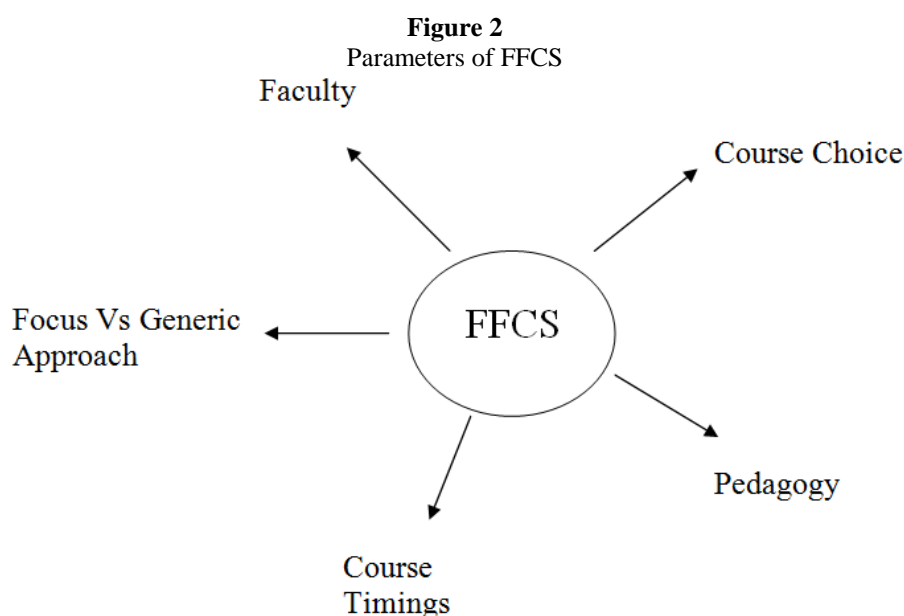 Figure 2
Parameters of FFCS
Faculty
Course Choice
Focus Vs Generic
Approach
FFCS
Pedagogy
Course
Timings